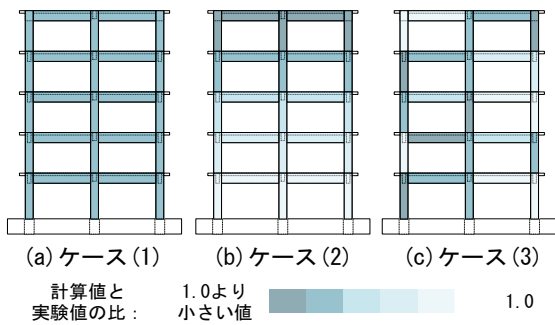 (a) ケース(1)
(b) ケース(2)
(c) ケース(3)
計算値と
実験値の比：
1.0より
小さい値
1.0